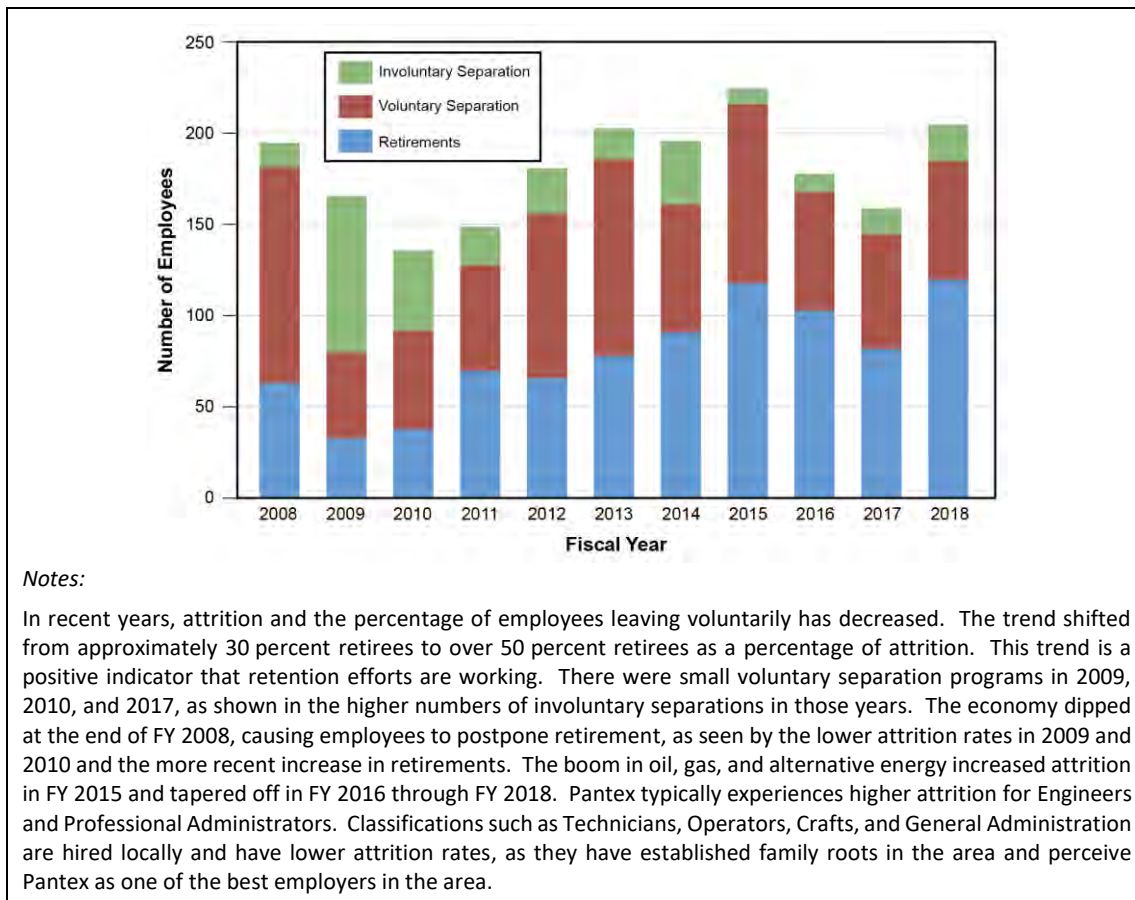 250
Involuntary Separation
Voluntary Separation
Retirements
200
150
100
50
0
Number of Employees
2008 2009 2010 2011 2012 2013 2014 2015 2016 2017 2018
Fiscal Year
Notes:
In recent years, attrition and the percentage of employees leaving voluntarily has decreased. The trend shifted
from approximately 30 percent retirees to over 50 percent retirees as a percentage of attrition. This trend is a
positive indicator that retention efforts are working. There were small voluntary separation programs in 2009,
2010, and 2017, as shown in the higher numbers of involuntary separations in those years. The economy dipped
at the end of FY 2008, causing employees to postpone retirement, as seen by the lower attrition rates in 2009 and
2010 and the more recent increase in retirements. The boom in oil, gas, and alternative energy increased attrition
in FY 2015 and tapered off in FY 2016 through FY 2018. Pantex typically experiences higher attrition for Engineers
and Professional Administrators. Classifications such as Technicians, Operators, Crafts, and General Administration
are hired locally and have lower attrition rates, as they have established family roots in the area and perceive
Pantex as one of the best employers in the area.